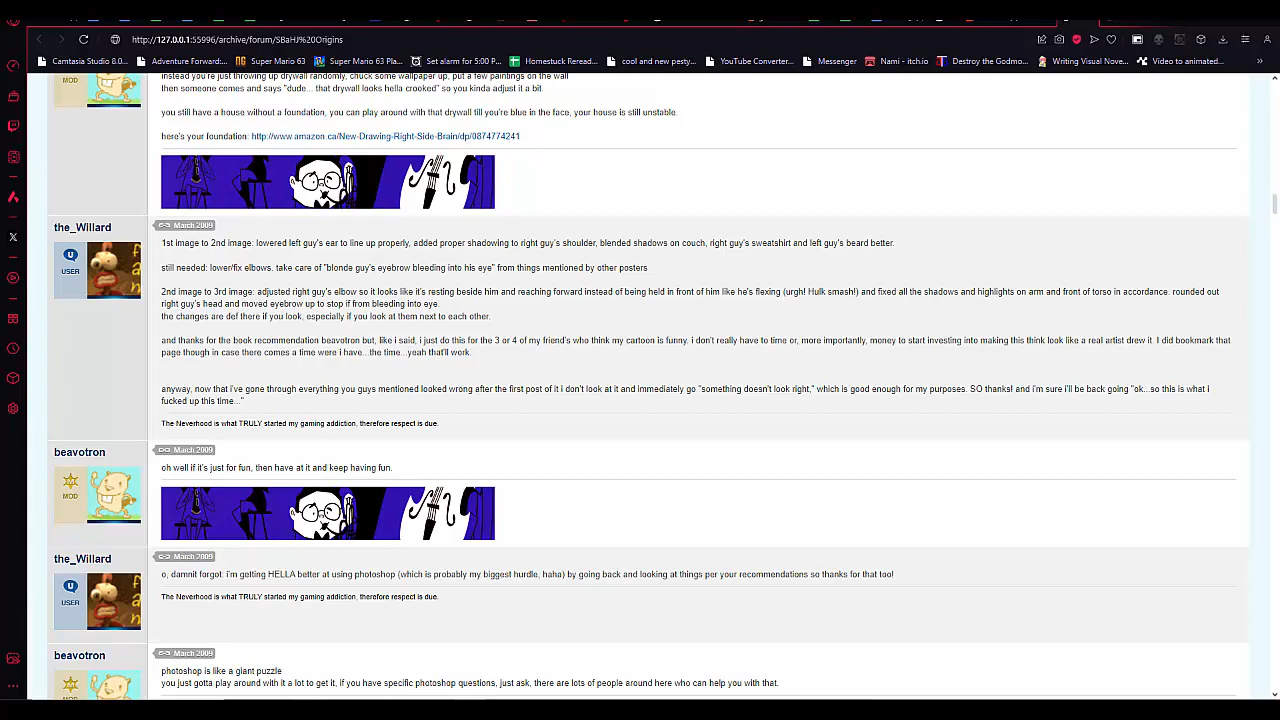 http://127.0.0.1:55996/archive/forum/SBaHJ%20Origins
Camtasia Studio 8.0... Adventure Forward:... Super Mario 63 Super Mario 63 Pla... Set alarm for 5:00 P... Homestuck Reread... cool and new pesty... YouTube Converter... Messenger Nami - itch.io Destroy the Godmo... Writing Visual Nove... Video to animated... »
MOD
instead you're just throwing up drywall randomly, chuck some wallpaper up, put a few paintings on the wall
then someone comes and says "dude... that drywall looks hella crooked" so you kinda adjust it a bit.
you still have a house without a foundation, you can play around with that drywall till you're blue in the face, your house is still unstable.
here's your foundation: http://www.amazon.ca/New-Drawing-Right-Side-Brain/dp/0874774241
the_Willard
USER
March 2009
1st image to 2nd image: lowered left guy's ear to line up properly, added proper shadowing to right guy's shoulder, blended shadows on couch, right guy's sweatshirt and left guy's beard better.
still needed: lower/fix elbows. take care of "blonde guy's eyebrow bleeding into his eye" from things mentioned by other posters
2nd image to 3rd image: adjusted right guy's elbow so it looks like it's resting beside him and reaching forward instead of being held in front of him like he's flexing (urgh! Hulk smash!) and fixed all the shadows and highlights on arm and front of torso in accordance. rounded out
right guy's head and moved eyebrow up to stop if from bleeding into eye.
the changes are def there if you look, especially if you look at them next to each other.
and thanks for the book recommendation beavotron but, like i said, i just do this for the 3 or 4 of my friend's who think my cartoon is funny. i don't really have to time or, more importantly, money to start investing into making this think look like a real artist drew it. I did bookmark that
page though in case there comes a time were i have...the time...yeah that'll work.
anyway, now that i've gone through everything you guys mentioned looked wrong after the first post of it i don't look at it and immediately go "something doesn't look right," which is good enough for my purposes. SO thanks! and i'm sure i'll be back going "ok...so this is what i
fucked up this time..."
The Neverhood is what TRULY started my gaming addiction, therefore respect is due.
beavotron
MOD
March 2009
oh well if it's just for fun, then have at it and keep having fun.
the_Willard
USER
March 2009
o, damnit forgot: i'm getting HELLA better at using photoshop (which is probably my biggest hurdle, haha) by going back and looking at things per your recommendations so thanks for that too!
The Neverhood is what TRULY started my gaming addiction, therefore respect is due.
beavotron
MOD
March 2009
photoshop is like a giant puzzle
you just gotta play around with it a lot to get it, if you have specific photoshop questions, just ask, there are lots of people around here who can help you with that.